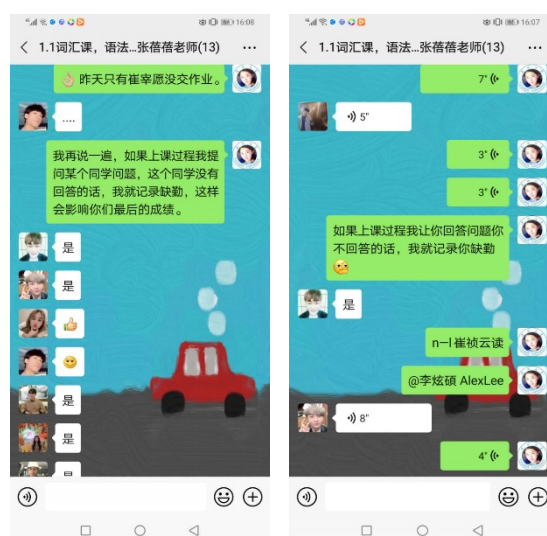 16:08
1.1词汇课，语法...张蓓蓓老师(13)
👌昨天只有崔宰愿没交作业。
....
我再说一遍，如果上课过程我提
问某个同学问题，这个同学没有
回答的话，我就记录缺勤，这样
会影响你们最后的成绩。
是
是
是
是
是
16:07
1.1词汇课，语法...张蓓蓓老师(13)
7"
5"
3"
3"
如果上课过程我让你回答问题你
不回答的话，我就记录你缺勤
是
n—l 崔祯云读
@李炫硕 AlexLee
8"
4"